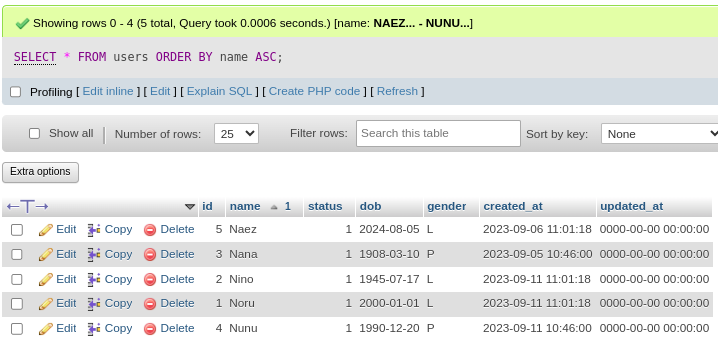 Showing rows 0 - 4 (5 total, Query took 0.0006 seconds.) [name: NAEZ... - NUNU...]
SELECT * FROM users ORDER BY name ASC;
Profiling [ Edit inline ] [ Edit ] [ Explain SQL ] [ Create PHP code ] [ Refresh ]
Show all Number of rows: 25 Filter rows: Search this table Sort by key: None
Extra options
←T→ id name 1 status dob gender created_at updated_at
Edit Copy Delete 5 Naez 1 2024-08-05 L 2023-09-06 11:01:18 0000-00-00 00:00:00
Edit Copy Delete 3 Nana 1 1908-03-10 P 2023-09-05 10:46:00 0000-00-00 00:00:00
Edit Copy Delete 2 Nino 1 1945-07-17 L 2023-09-11 11:01:18 0000-00-00 00:00:00
Edit Copy Delete 1 Noru 1 2000-01-01 L 2023-09-11 11:01:18 0000-00-00 00:00:00
Edit Copy Delete 4 Nunu 1 1990-12-20 P 2023-09-11 10:46:00 0000-00-00 00:00:00